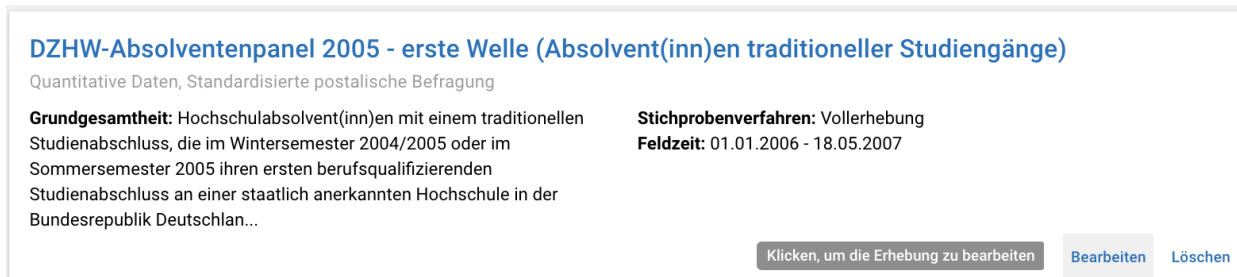 DZHW-Absolventenpanel 2005 - erste Welle (Absolvent(inn)en traditioneller Studiengänge)
Quantitative Daten, Standardisierte postalische Befragung
Grundgesamtheit: Hochschulabsolvent(inn)en mit einem traditionellen
Studienabschluss, die im Wintersemester 2004/2005 oder im
Sommersemester 2005 ihren ersten berufsqualifizierenden
Studienabschluss an einer staatlich anerkannten Hochschule in der
Bundesrepublik Deutschlan...
Stichprobenverfahren: Vollerhebung
Feldzeit: 01.01.2006 - 18.05.2007
Klicken, um die Erhebung zu bearbeiten
Bearbeiten
Löschen